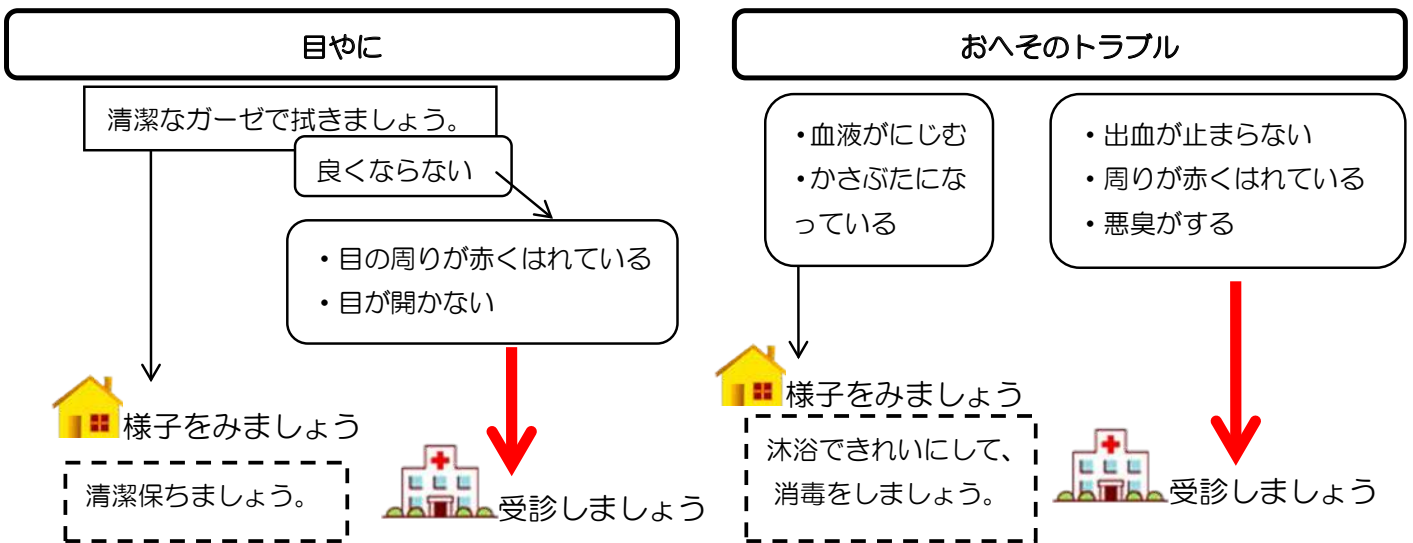 目やに
清潔なガーゼで拭きましょう。
良くならない
・目の周りが赤くはれている
・目が開かない
様子をみましょう
清潔保ちましょう。
受診しましょう
おへそのトラブル
・血液がにじむ
・かさぶたにな
っている
・出血が止まらない
・周りが赤くはれている
・悪臭がする
様子をみましょう
沐浴できれいにして、
消毒をしましょう。
受診しましょう